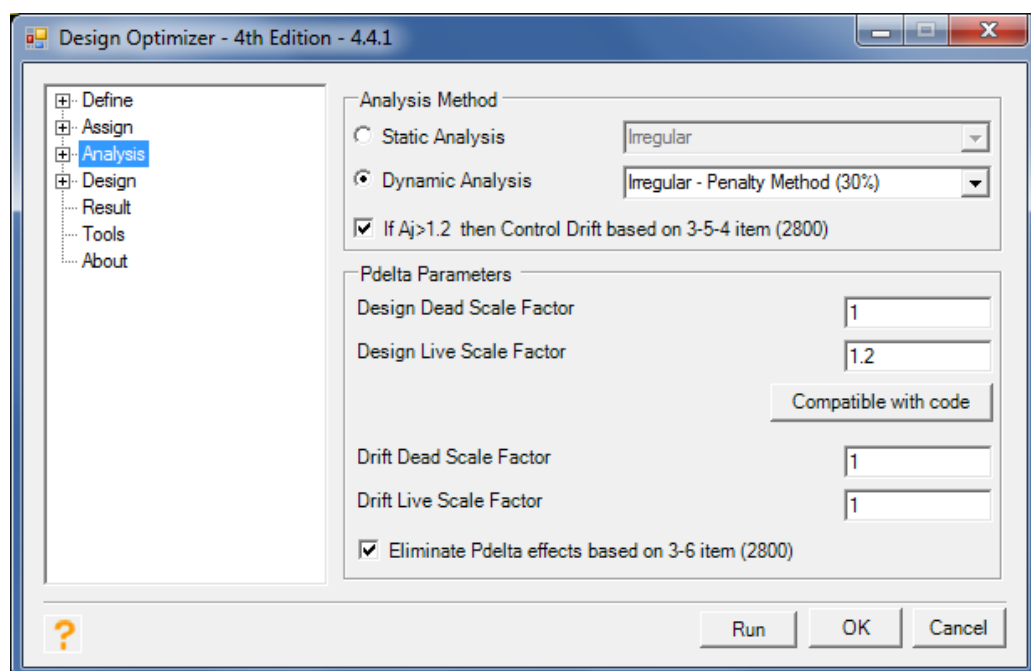 Design Optimizer - 4th Edition - 4.4.1
Define
Assign
Analysis
Design
Result
Tools
About
Analysis Method
Static Analysis
Irregular
Dynamic Analysis
Irregular - Penalty Method (30%)
If Aj>1.2 then Control Drift based on 3-5-4 item (2800)
Pdelta Parameters
Design Dead Scale Factor
1
Design Live Scale Factor
1.2
Compatible with code
Drift Dead Scale Factor
1
Drift Live Scale Factor
1
Eliminate Pdelta effects based on 3-6 item (2800)
?
Run
OK
Cancel